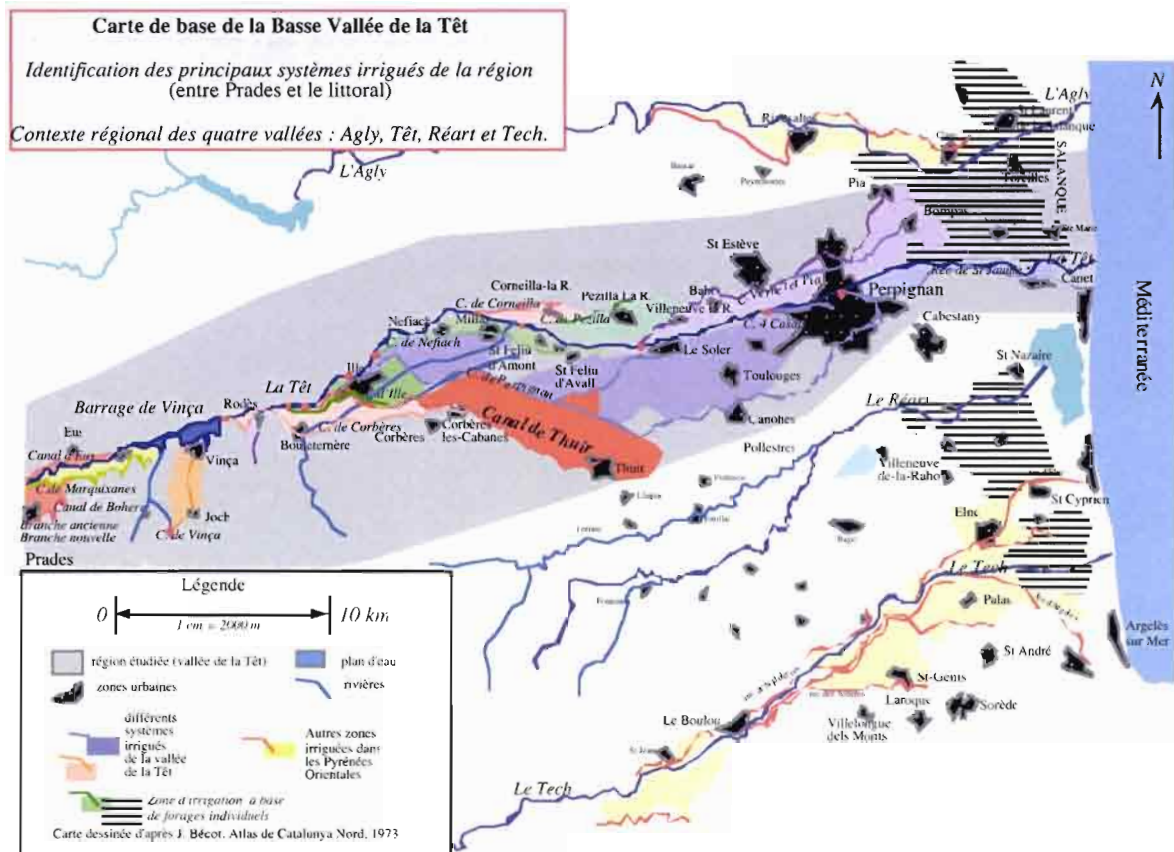 Carte de base de la Basse Vallée de la Têt
Identification des principaux systèmes irrigués de la région
(entre Prades et le littoral)
Contexte régional des quatre vallées : Agly, Têt, Réart et Tech.
N
L'Agly
L'Agly
SALANQUE
Pia
Bompas
St Estève
La Têt
Canet
Perpignan
Cabestany
Méditerranée
Corneilla-la R.
C. de Corneilla
Pezilla La R.
Nefiach
Millas
C. de Nefiach
St Feliu
d'Amont
St Feliu
d'Avall
Le Soler
Toulouges
Canohes
Ille
La Têt
Barrage de Vinça
Rodès
Bouleternère
C. de Corbères
Corbères
Corbères
les-Cabanes
Canal de Thuir
Thuir
Eus
Canal d'Eus
Vinça
C. de Marquixanes
Canal de Bohère
Branche ancienne
Branche nouvelle
Joch
C. de Vinça
Prades
St Nazaire
Le Réart
Pollestres
Villeneuve
de-la-Raho
Elne
St Cyprien
Le Tech
Palau
Argelès
sur Mer
St André
St-Genis
Laroque
Sorède
Villelongue
dels Monts
Le Boulou
Le Tech
Légende
0
10 km
1 cm = 2000 m
région étudiée (vallée de la Têt)
plan d'eau
zones urbaines
rivières
différents
systèmes
irrigués
de la vallée
de la Têt
Autres zones
irriguées dans
les Pyrénées
Orientales
Zone d'irrigation à base
de forages individuels
Carte dessinée d'après J. Bécot. Atlas de Catalunya Nord, 1973